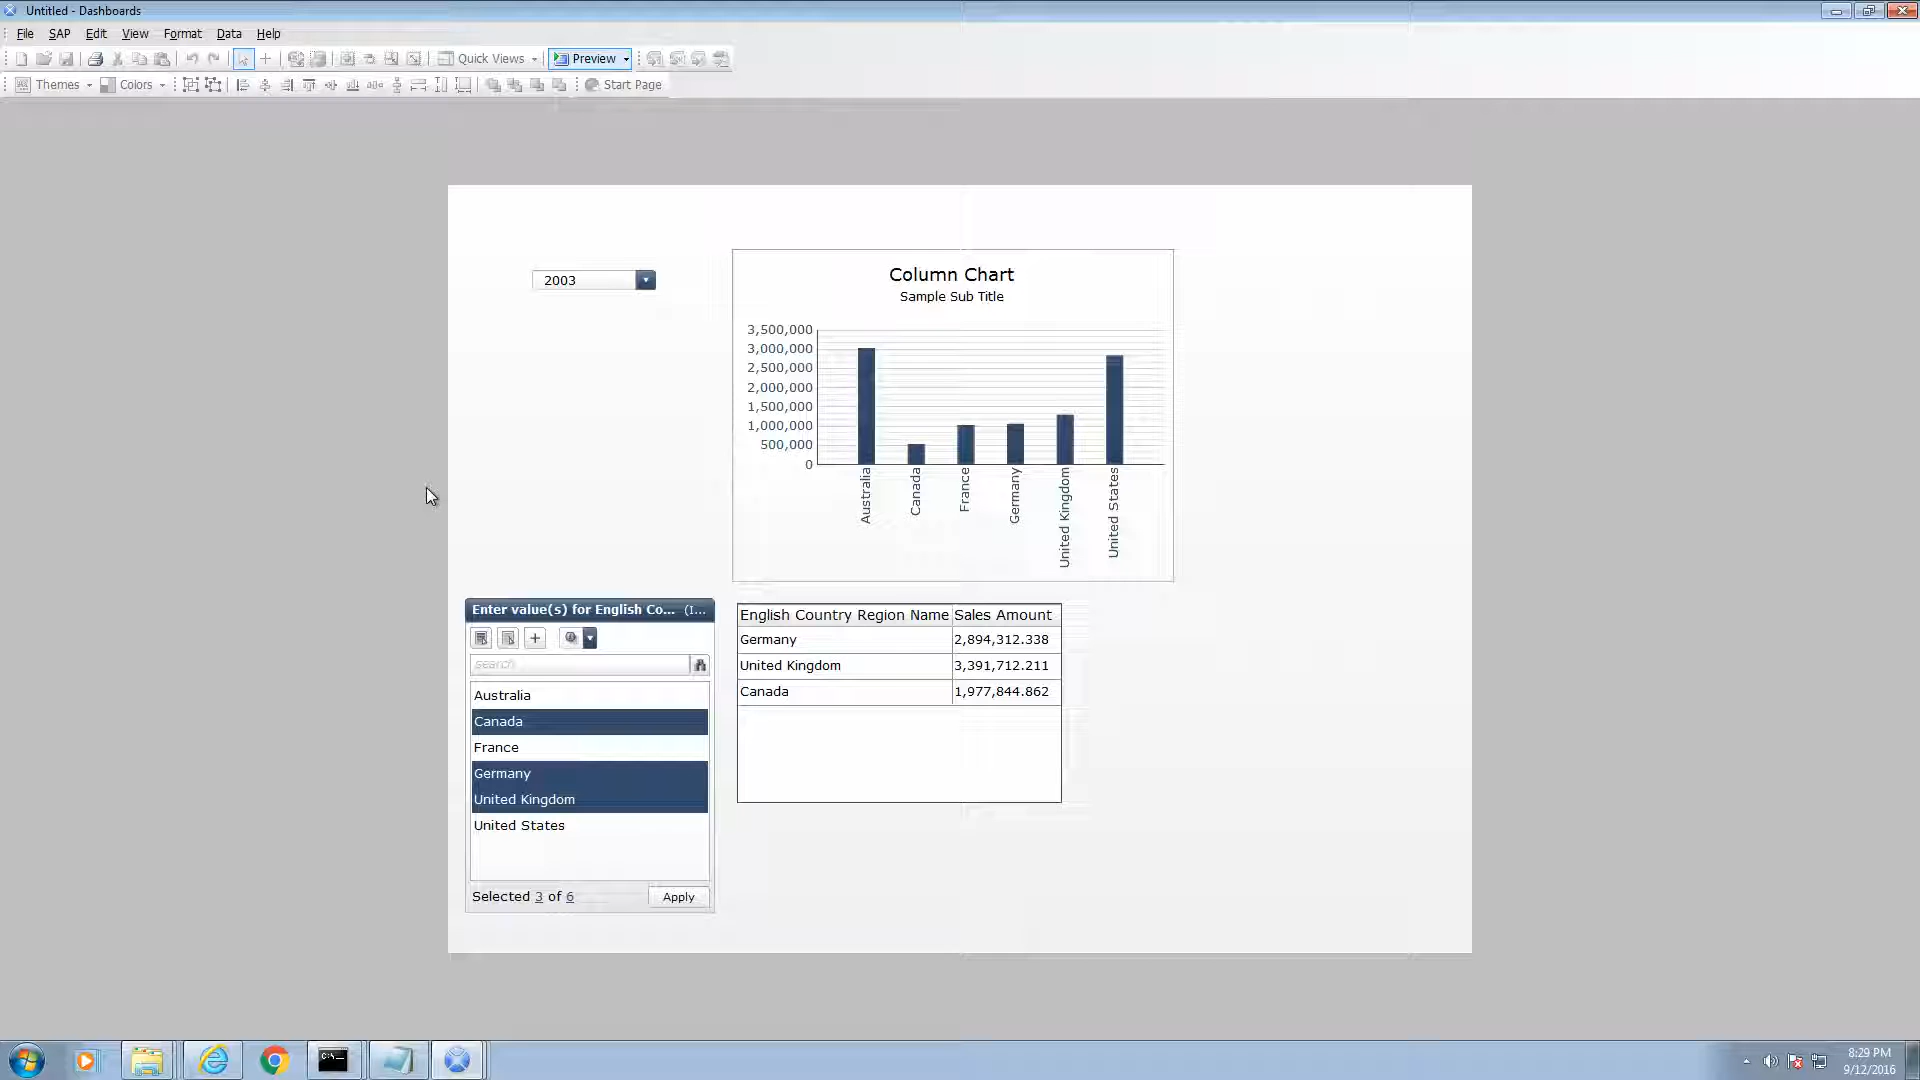 Untitled - Dashboards
File SAP Edit View Format Data Help
Quick Views Preview
Themes Colors Start Page
2003
Column Chart
Sample Sub Title
3,500,000
3,000,000
2,500,000
2,000,000
1,500,000
1,000,000
500,000
0
Australia
Canada
France
Germany
United Kingdom
United States
Enter value(s) for English Co... (I...
search
Australia
Canada
France
Germany
United Kingdom
United States
Selected 3 of 6 Apply
English Country Region Name Sales Amount
Germany 2,894,312.338
United Kingdom 3,391,712.211
Canada 1,977,844.862
C:\_
8:29 PM
9/12/2016